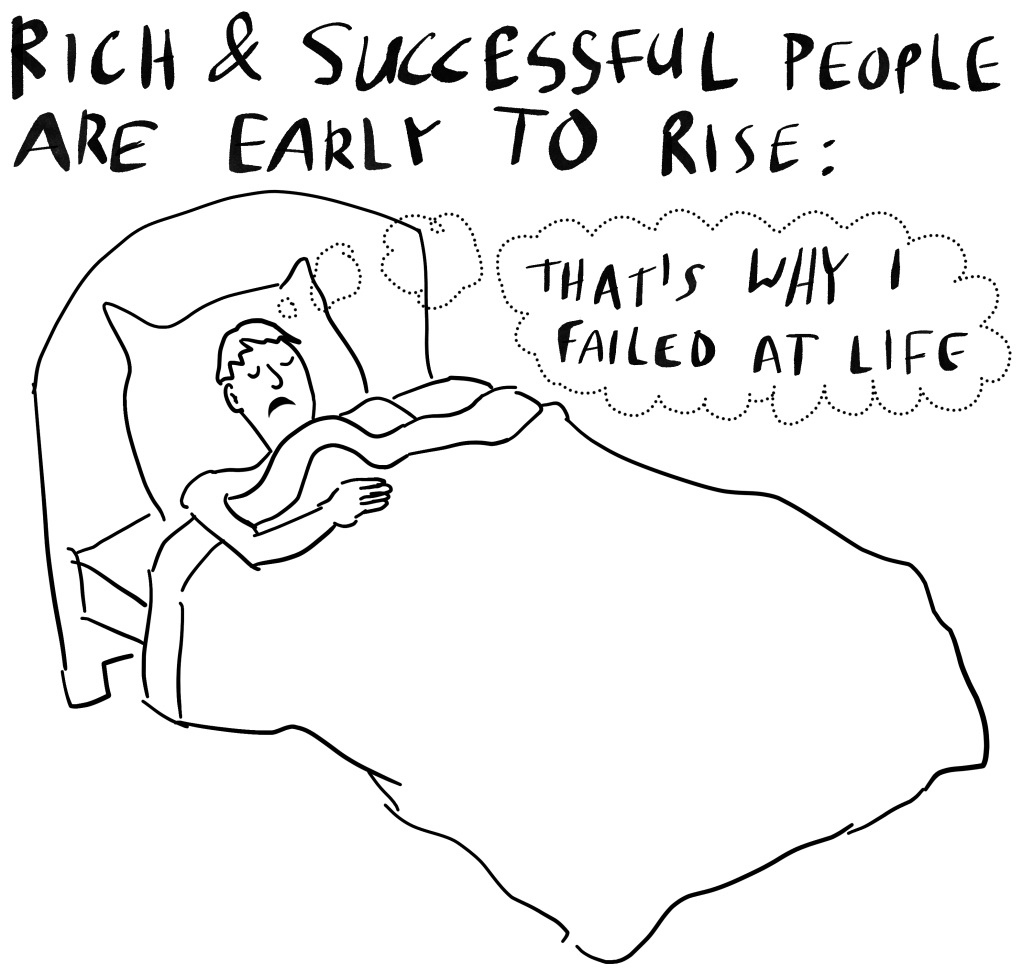 RICH & SUCCESSFUL PEOPLE
ARE EARLY TO RISE:
THAT'S WHY I
FAILED AT LIFE